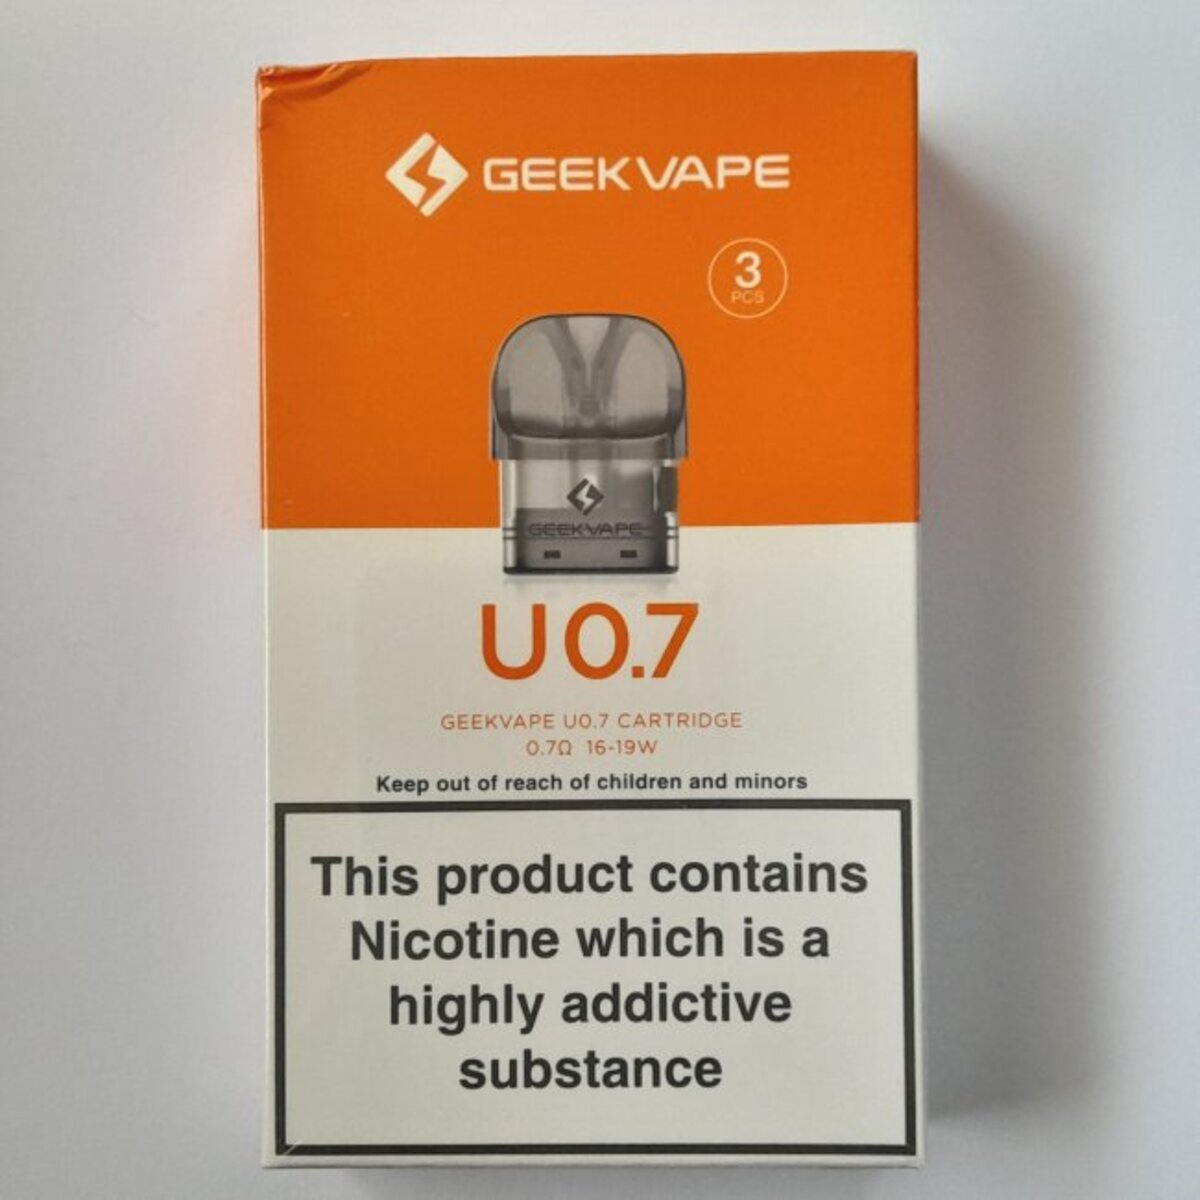 GEEKVAPE
3
PCS
GEEKVAPE
U 0.7
GEEKVAPE U0.7 CARTRIDGE
0.7Ω 16-19W
Keep out of reach of children and minors
This product contains
Nicotine which is a
highly addictive
substance